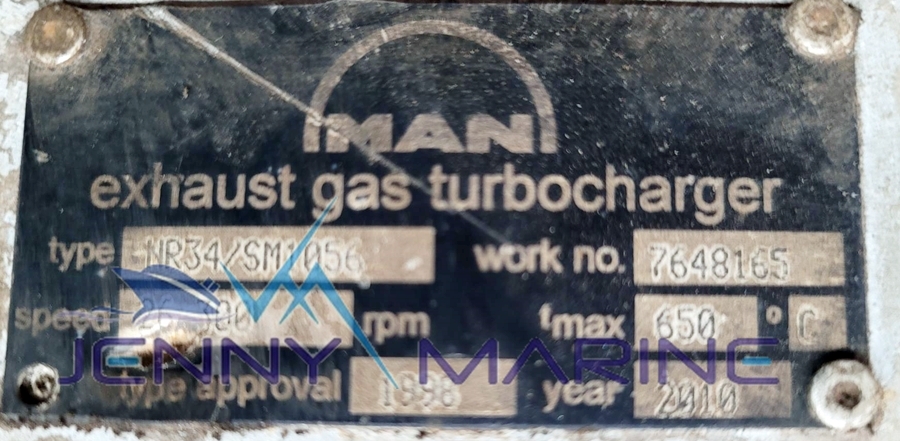 MAN
exhaust gas turbocharger
type NR34/SM1056 work no. 7648165
speed rpm tmax 650 °C
JENNY MARINE
type approval 1998 year 2010